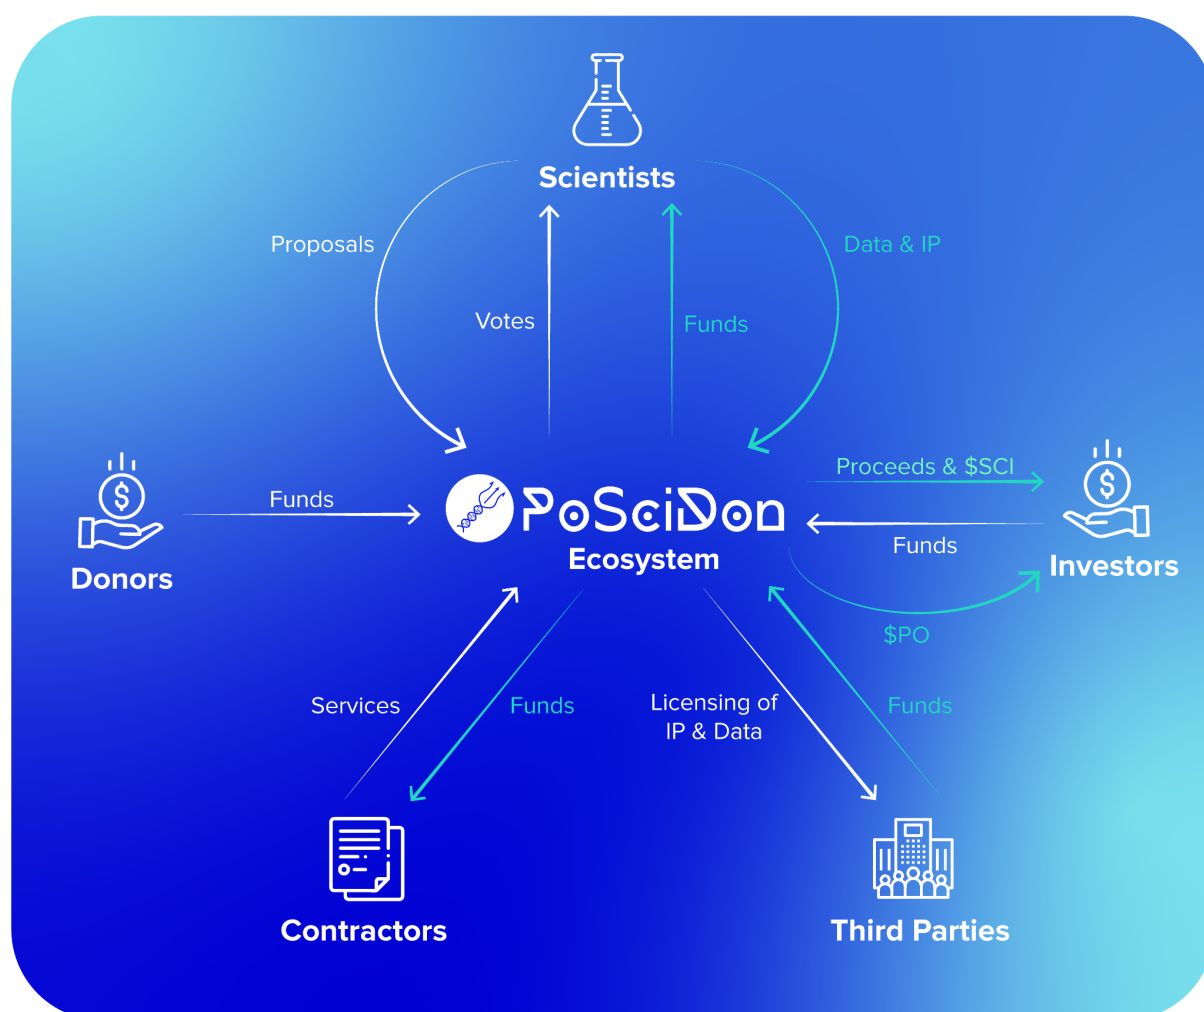 Scientists
Proposals
Data & IP
Votes
Funds
Proceeds & $SCI
Funds
PoSciDon
Ecosystem
Funds
Donors
Investors
$PO
Services
Funds
Licensing of
IP & Data
Funds
Contractors
Third Parties